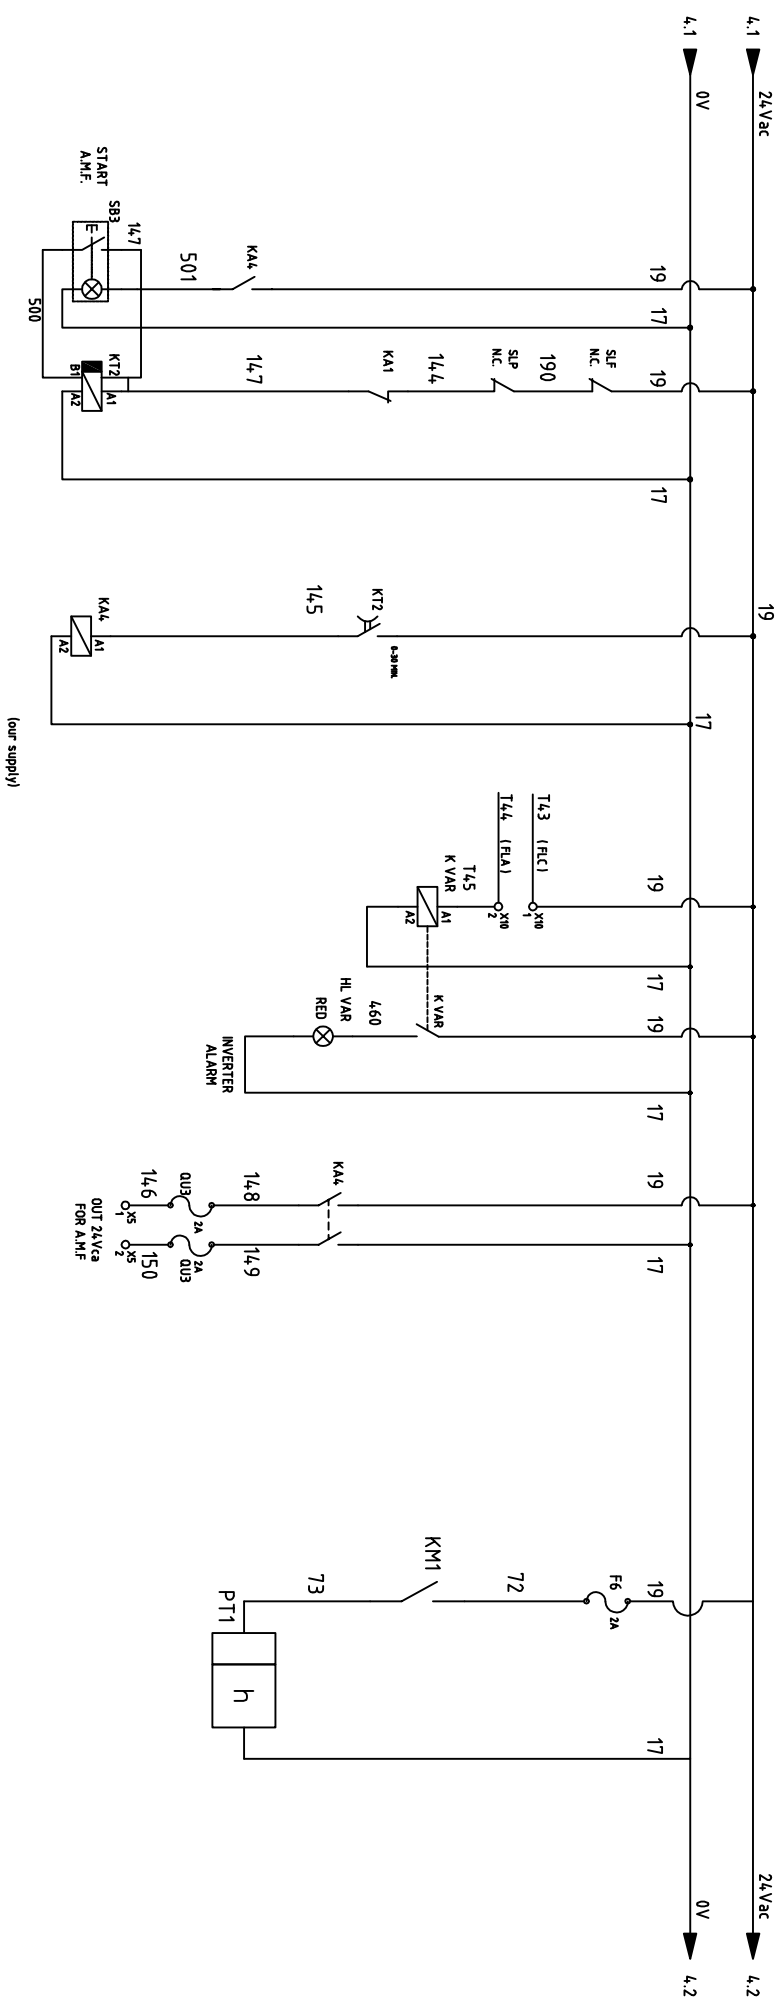 4.1
24Vac
24Vac
4.2
4.1
0V
0V
4.2
19
17
19
17
19
17
19
17
19
17
19
17
19
17
START
A.M.F.
SB3
E
147
500
501
KA4
KT2
B1
A1
A2
147
KA1
144
SLP
N.C.
190
SLF
N.C.
KA4
A1
A2
145
KT2
0-30 MIN.
(our supply)
T43
(FLC)
T44
(FLA)
X10
1
X10
2
T45
K VAR
A1
A2
K VAR
460
HL VAR
RED
INVERTER
ALARM
KA4
148
149
QU3
2A
2A
QU3
146
150
X5
1
X5
2
OUT 24Vca
FOR A.M.F
F6
2A
72
KM1
73
PT1
h